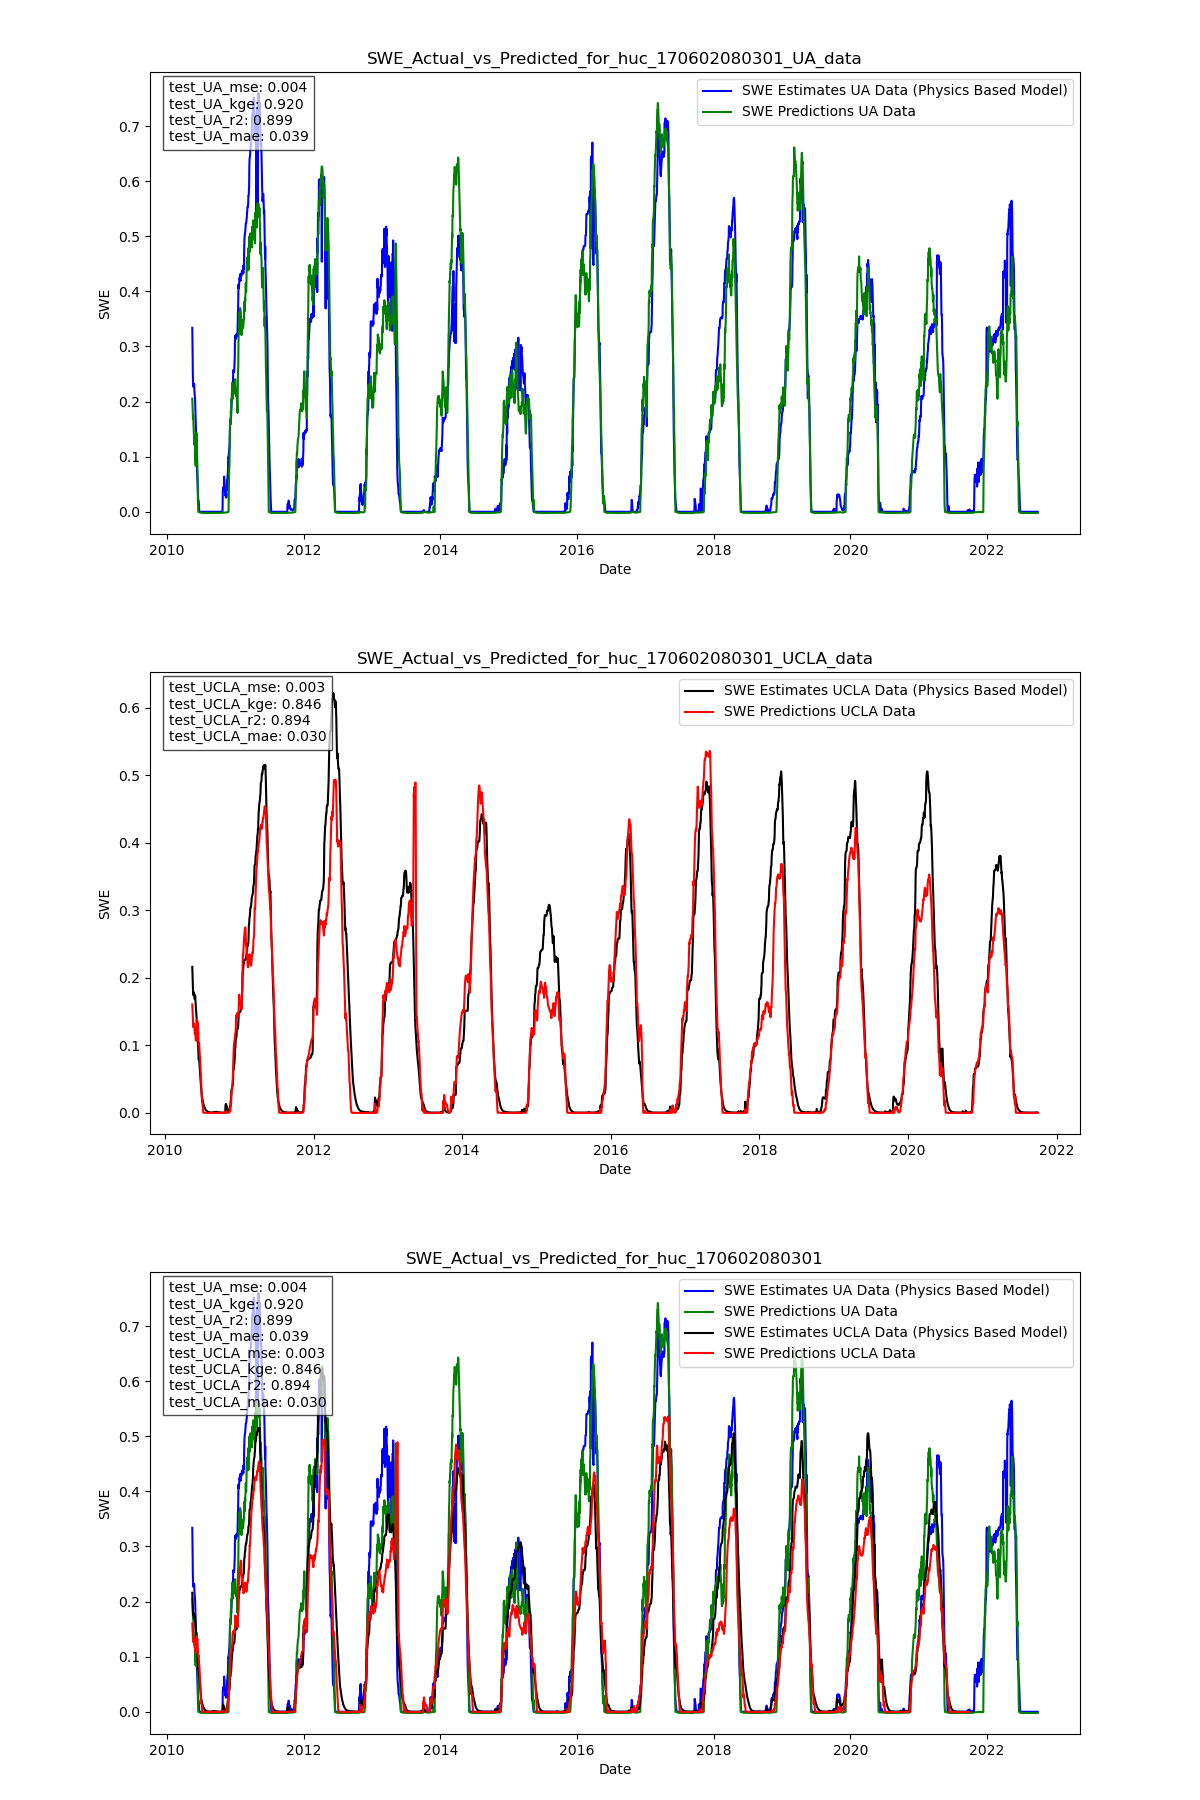 SWE_Actual_vs_Predicted_for_huc_170602080301_UA_data
test_UA_mse: 0.004
test_UA_kge: 0.920
test_UA_r2: 0.899
test_UA_mae: 0.039
SWE Estimates UA Data (Physics Based Model)
SWE Predictions UA Data
SWE
0.7
0.6
0.5
0.4
0.3
0.2
0.1
0.0
2010 2012 2014 2016 2018 2020 2022
Date
SWE_Actual_vs_Predicted_for_huc_170602080301_UCLA_data
test_UCLA_mse: 0.003
test_UCLA_kge: 0.846
test_UCLA_r2: 0.894
test_UCLA_mae: 0.030
SWE Estimates UCLA Data (Physics Based Model)
SWE Predictions UCLA Data
SWE
0.6
0.5
0.4
0.3
0.2
0.1
0.0
2010 2012 2014 2016 2018 2020 2022
Date
SWE_Actual_vs_Predicted_for_huc_170602080301
test_UA_mse: 0.004
test_UA_kge: 0.920
test_UA_r2: 0.899
test_UA_mae: 0.039
test_UCLA_mse: 0.003
test_UCLA_kge: 0.846
test_UCLA_r2: 0.894
test_UCLA_mae: 0.030
SWE Estimates UA Data (Physics Based Model)
SWE Predictions UA Data
SWE Estimates UCLA Data (Physics Based Model)
SWE Predictions UCLA Data
SWE
0.7
0.6
0.5
0.4
0.3
0.2
0.1
0.0
2010 2012 2014 2016 2018 2020 2022
Date